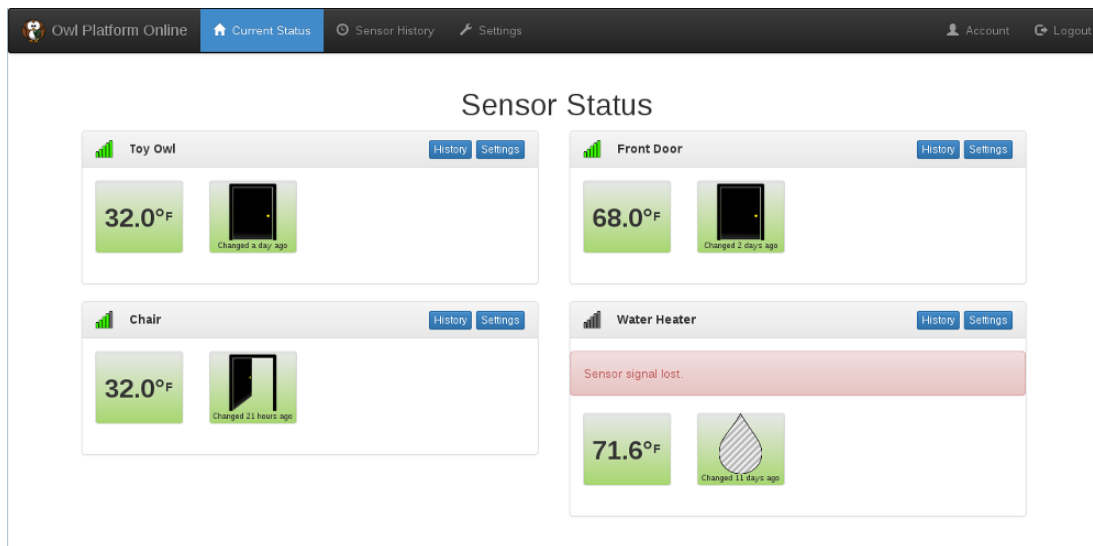 Owl Platform Online Current Status Sensor History Settings Account Logout
Sensor Status
Toy Owl History Settings
32.0°F
Changed a day ago
Front Door History Settings
68.0°F
Changed 2 days ago
Chair History Settings
32.0°F
Changed 21 hours ago
Water Heater History Settings
Sensor signal lost.
71.6°F
Changed 11 days ago